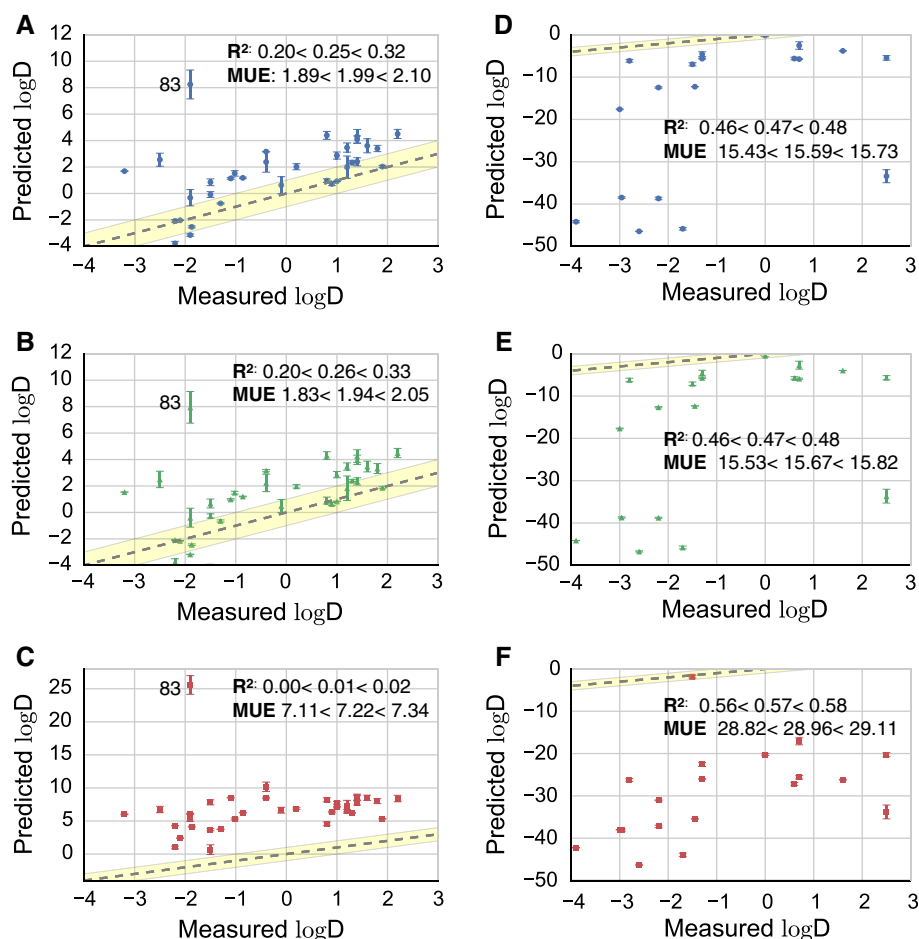 A
12
10
8
6
4
2
0
−2
−4
Predicted logD
83
R²: 0.20< 0.25< 0.32
MUE: 1.89< 1.99< 2.10
−4 −3 −2 −1 0 1 2 3
Measured logD
D
0
−10
−20
−30
−40
−50
Predicted logD
R²: 0.46< 0.47< 0.48
MUE 15.43< 15.59< 15.73
−4 −3 −2 −1 0 1 2 3
Measured logD
B
12
10
8
6
4
2
0
−2
−4
Predicted logD
83
R²: 0.20< 0.26< 0.33
MUE 1.83< 1.94< 2.05
−4 −3 −2 −1 0 1 2 3
Measured logD
E
0
−10
−20
−30
−40
−50
Predicted logD
R²: 0.46< 0.47< 0.48
MUE 15.53< 15.67< 15.82
−4 −3 −2 −1 0 1 2 3
Measured logD
C
25
20
15
10
5
0
Predicted logD
83
R²: 0.00< 0.01< 0.02
MUE 7.11< 7.22< 7.34
−4 −3 −2 −1 0 1 2 3
Measured logD
F
0
−10
−20
−30
−40
−50
Predicted logD
R²: 0.56< 0.57< 0.58
MUE 28.82< 28.96< 29.11
−4 −3 −2 −1 0 1 2 3
Measured logD